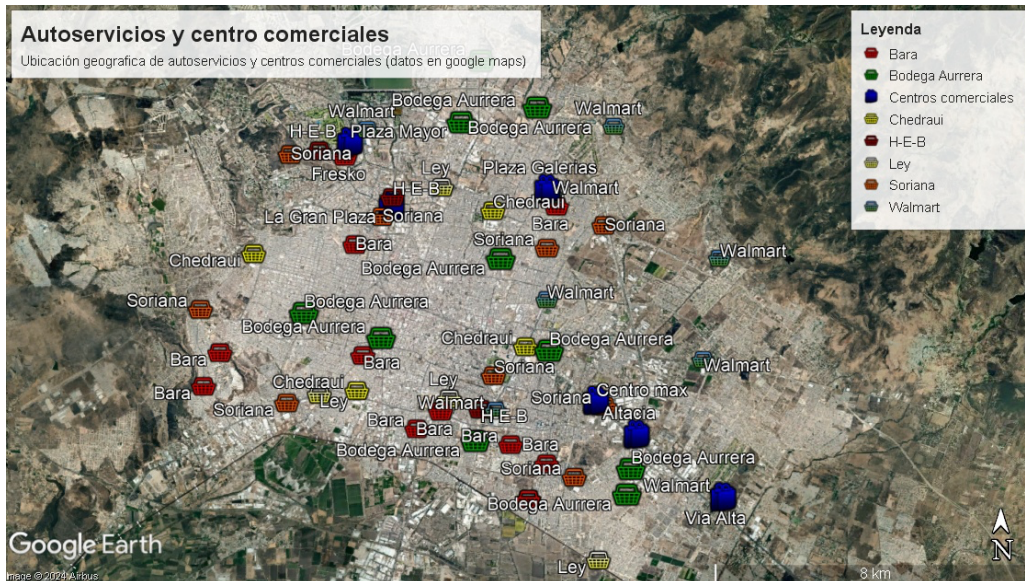 Autoservicios y centro comerciales
Ubicación geografica de autoservicios y centros comerciales (datos en google maps)
Leyenda
Bara
Bodega Aurrera
Centros comerciales
Chedraui
H-E-B
Ley
Soriana
Walmart
Bodega Aurrera
Walmart
Bodega Aurrera
Walmart
H-E-B
Plaza Mayor
Bodega Aurrera
Soriana
Fresko
Ley
Plaza Galerias
H-E-B
Walmart
Chedraui
La Gran Plaza
Soriana
Bara
Soriana
Bara
Soriana
Chedraui
Bodega Aurrera
Walmart
Soriana
Bodega Aurrera
Walmart
Bodega Aurrera
Chedraui
Bodega Aurrera
Bara
Bara
Walmart
Soriana
Bara
Chedraui
Ley
Ley
Soriana
Centro max
Soriana
Walmart
H-E-B
Altacia
Bara
Bara
Bara
Bara
Bodega Aurrera
Bodega Aurrera
Soriana
Walmart
Bodega Aurrera
Via Alta
Ley
Google Earth
Image © 2024 Airbus
8 km
N